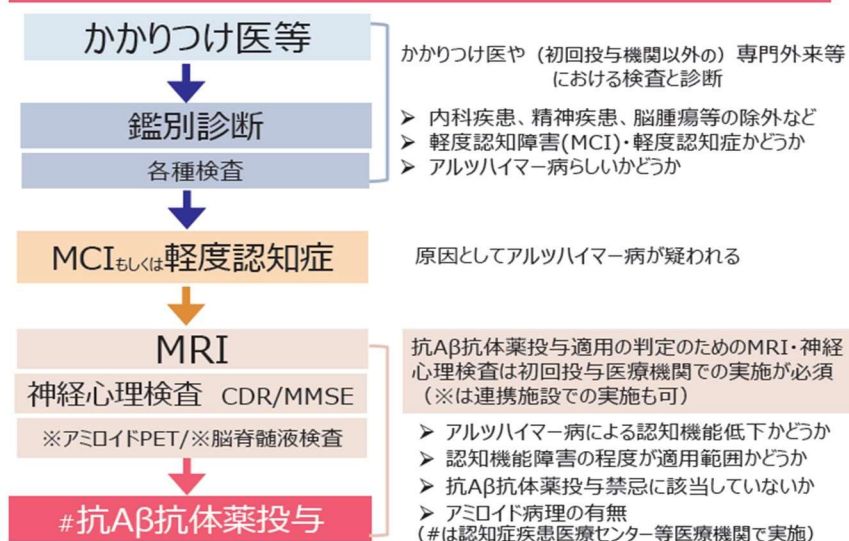 かかりつけ医等
かかりつけ医や（初回投与機関以外の）専門外来等
における検査と診断
鑑別診断
各種検査
➤ 内科疾患、精神疾患、脳腫瘍等の除外など
➤ 軽度認知障害(MCI)・軽度認知症かどうか
➤ アルツハイマー病らしいかどうか
MCIもしくは軽度認知症
原因としてアルツハイマー病が疑われる
MRI
神経心理検査 CDR/MMSE
※アミロイドPET/※脳脊髄液検査
抗Aβ抗体薬投与適用の判定のためのMRI・神経
心理検査は初回投与医療機関での実施が必須
（※は連携施設での実施も可）
➤ アルツハイマー病による認知機能低下かどうか
➤ 認知機能障害の程度が適用範囲かどうか
➤ 抗Aβ抗体薬投与禁忌に該当していないか
➤ アミロイド病理の有無
#抗Aβ抗体薬投与
(#は認知症疾患医療センター等医療機関で実施)